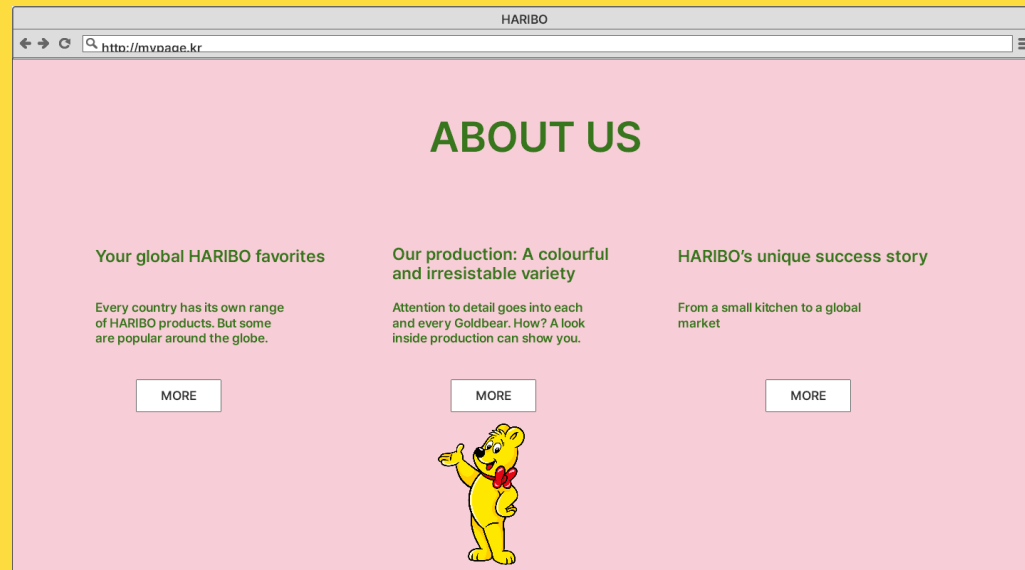 HARIBO
http://mypage.kr
ABOUT US
Your global HARIBO favorites
Every country has its own range
of HARIBO products. But some
are popular around the globe.
MORE
Our production: A colourful
and irresistable variety
Attention to detail goes into each
and every Goldbear. How? A look
inside production can show you.
MORE
HARIBO’s unique success story
From a small kitchen to a global
market
MORE